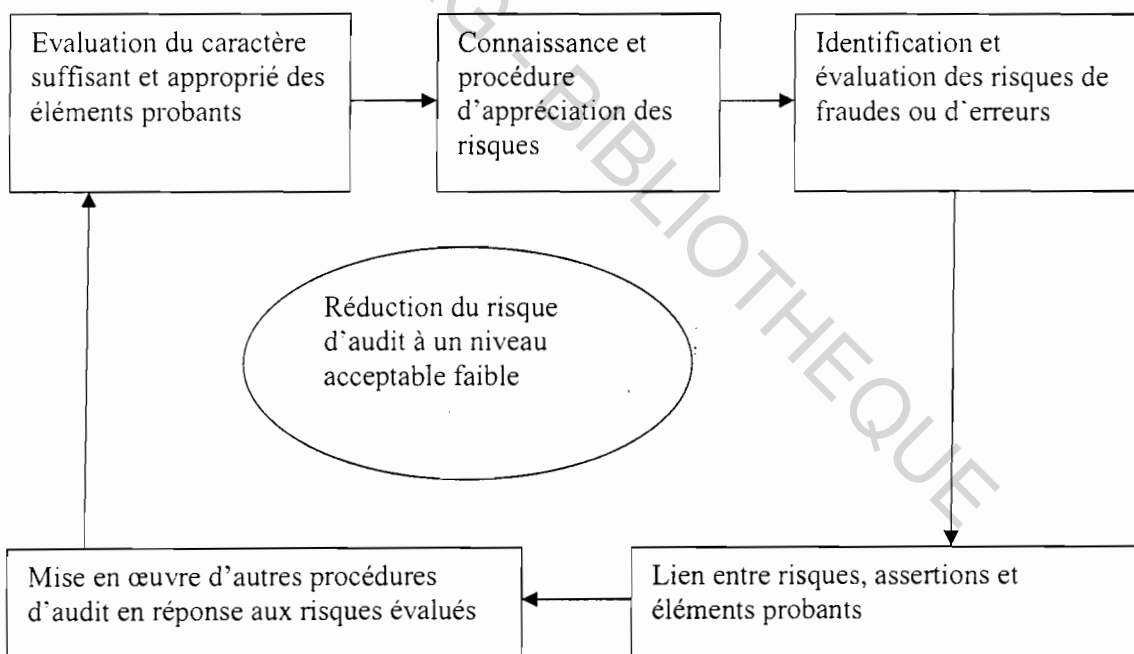 Evaluation du caractère
suffisant et approprié des
éléments probants
Connaissance et
procédure
d'appréciation des
risques
Identification et
évaluation des risques de
fraudes ou d`erreurs
Réduction du risque
d`audit à un niveau
acceptable faible
Mise en œuvre d'autres procédures
d'audit en réponse aux risques évalués
Lien entre risques, assertions et
éléments probants
BIBLIOTHEQUE